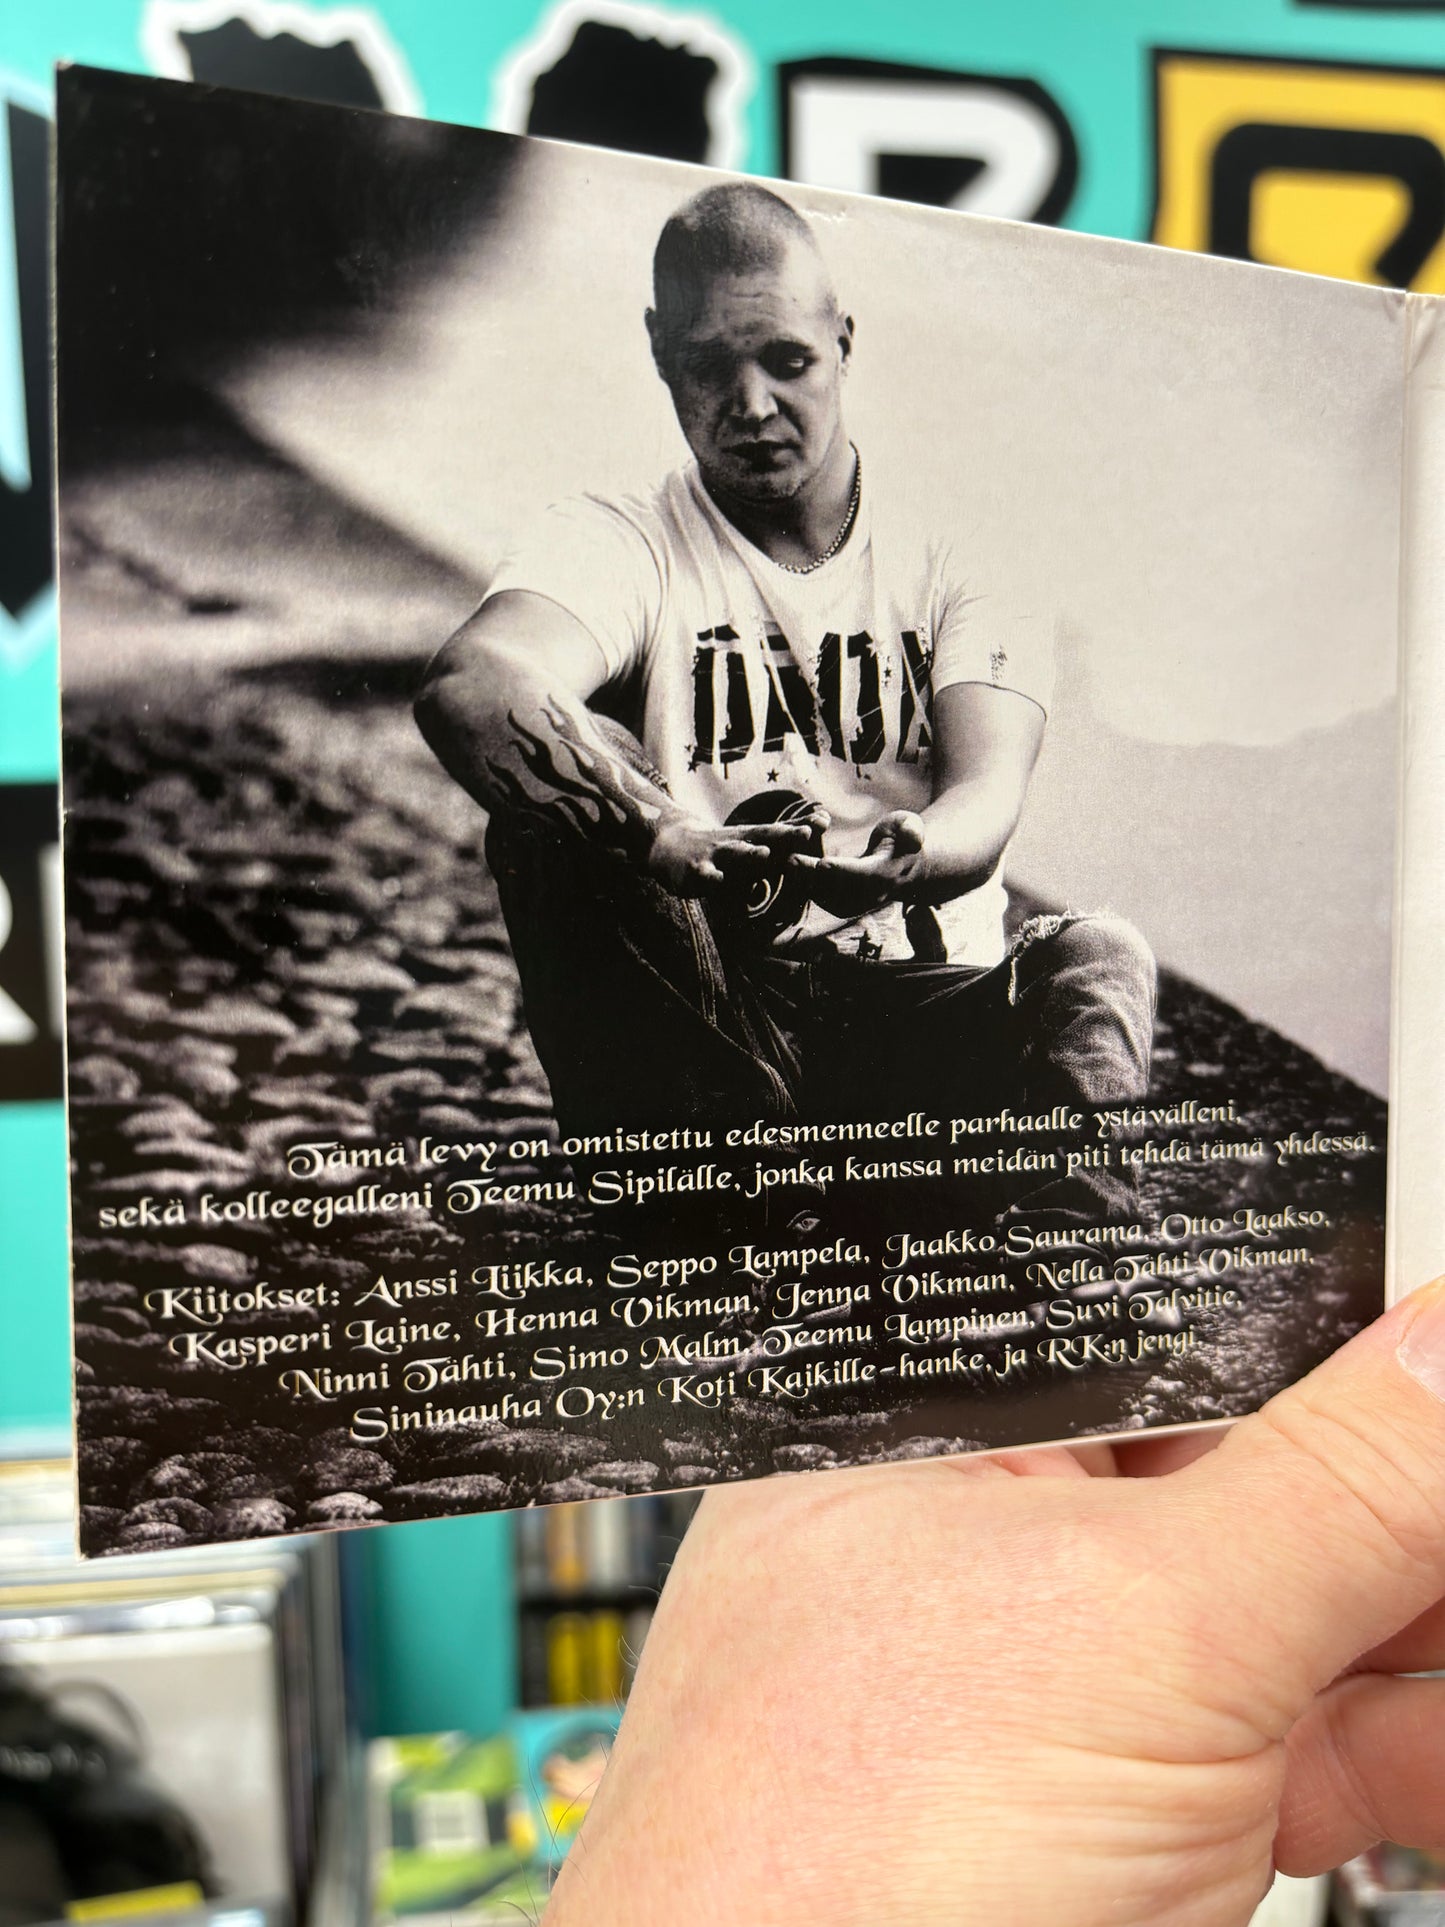 Tämä levy on omistettu edesmenneelle parhaalle ystävälleni,
sekä kolleegalleni Teemu Sipilälle, jonka kanssa meidän piti tehdä tämä yhdessä.
Kiitokset: Anssi Liikka, Seppo Lampela, Jaakko Saurama, Otto Laakso,
Kasperi Laine, Henna Vikman, Jenna Vikman, Nella Tähti-Vikman,
Ninni Tähti, Simo Malm, Teemu Lampinen, Suvi Talvitie,
Sininauha Oy:n Koti Kaikille-hanke, ja RK:n jengi.